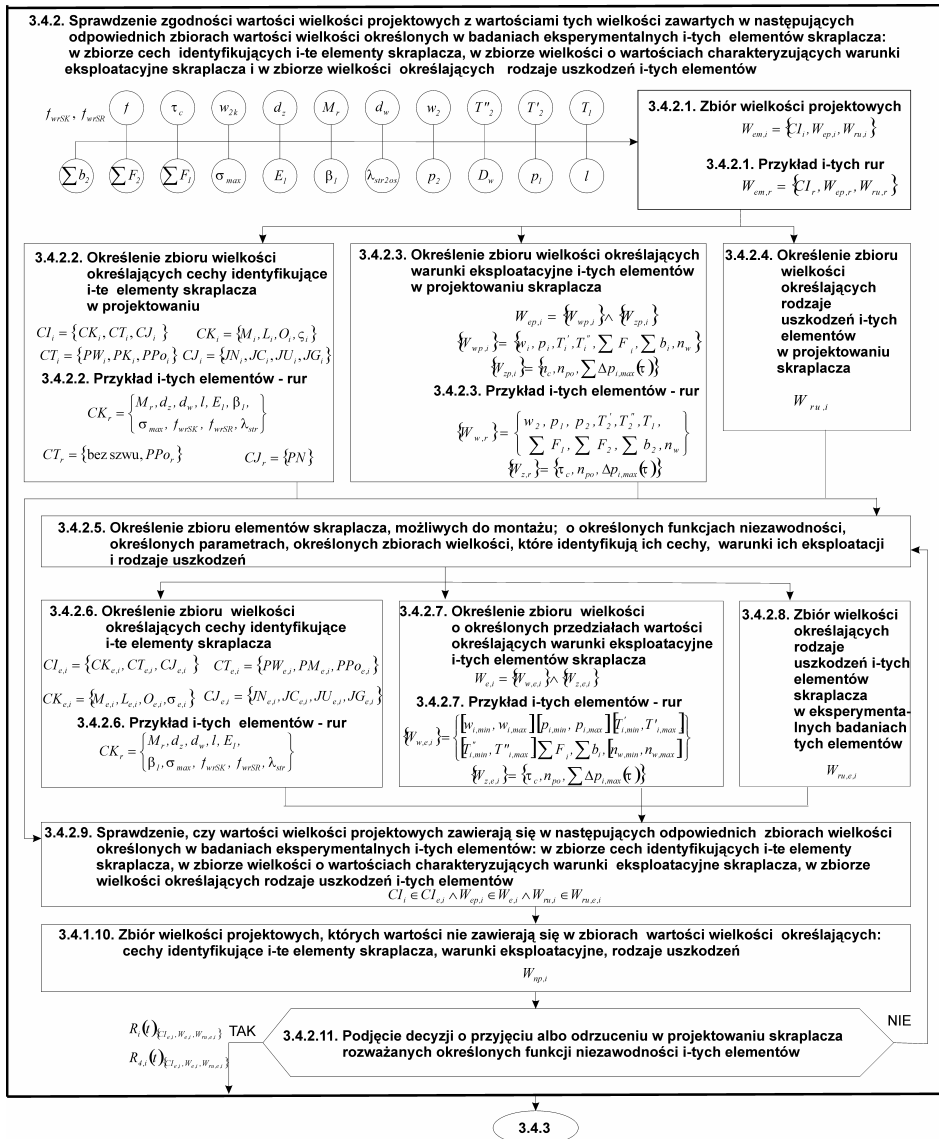 3.4.2. Sprawdzenie zgodności wartości wielkości projektowych z wartościami tych wielkości zawartych w następujących
odpowiednich zbiorach wartości wielkości określonych w badaniach eksperymentalnych i-tych elementów skraplacza:
w zbiorze cech identyfikujących i-te elementy skraplacza, w zbiorze wielkości o wartościach charakteryzujących warunki
eksploatacyjne skraplacza i w zbiorze wielkości określających rodzaje uszkodzeń i-tych elementów
f_wrSK, f_wrSR f τ_c w_2k d_z M_r d_w w_2 T''_2 T'_2 T_1
∑b_2 ∑F_2 ∑F_1 σ_max E_1 β_1 λ_str2os p_2 D_w p_1 l
3.4.2.1. Zbiór wielkości projektowych
W_em,i = {CI_i, W_ep,i, W_ru,i}
3.4.2.1. Przykład i-tych rur
W_em,r = {CI_r, W_ep,r, W_ru,r}
3.4.2.2. Określenie zbioru wielkości
określających cechy identyfikujące
i-te elementy skraplacza
w projektowaniu
CI_i = {CK_i, CT_i, CJ_i} CK_i = {M_i, L_i, O_i, ς_i}
CT_i = {PW_i, PK_i, PPo_i} CJ_i = {JN_i, JC_i, JU_i, JG_i}
3.4.2.2. Przykład i-tych elementów - rur
CK_r = {M_r, d_z, d_w, l, E_1, β_1,
σ_max, f_wrSK, f_wrSR, λ_str}
CT_r = {bez szwu, PPo_r} CJ_r = {PN}
3.4.2.3. Określenie zbioru wielkości określających
warunki eksploatacyjne i-tych elementów
w projektowaniu skraplacza
W_ep,i = {W_wp,i} ∧ {W_zp,i}
{W_wp,i} = {w_i, p_i, T'_i, T''_i, ∑F_i, ∑b_i, n_w}
{W_zp,i} = {n_c, n_po, ∑Δp_i,max(τ)}
3.4.2.3. Przykład i-tych elementów - rur
{W_w,r} = {w_2, p_1, p_2, T'_2, T''_2, T_1,
∑F_1, ∑F_2, ∑b_2, n_w}
{W_z,r} = {τ_c, n_po, Δp_i,max(τ)}
3.4.2.4. Określenie zbioru
wielkości
określających
rodzaje
uszkodzeń i-tych
elementów
w projektowaniu
skraplacza
W_ru,i
3.4.2.5. Określenie zbioru elementów skraplacza, możliwych do montażu; o określonych funkcjach niezawodności,
określonych parametrach, określonych zbiorach wielkości, które identyfikują ich cechy, warunki ich eksploatacji
i rodzaje uszkodzeń
3.4.2.6. Określenie zbioru wielkości
określających cechy identyfikujące
i-te elementy skraplacza
CI_e,i = {CK_e,i, CT_e,i, CJ_e,i} CT_e,i = {PW_e,i, PM_e,i, PPo_e,i}
CK_e,i = {M_e,i, L_e,i, O_e,i, σ_e,i} CJ_e,i = {JN_e,i, JC_e,i, JU_e,i, JG_e,i}
3.4.2.6. Przykład i-tych elementów - rur
CK_r = {M_r, d_z, d_w, l, E_1,
β_1, σ_max, f_wrSK, f_wrSR, λ_str}
3.4.2.7. Określenie zbioru wielkości
o określonych przedziałach wartości
określających warunki eksploatacyjne
i-tych elementów skraplacza
W_e,i = {W_w,e,i} ∧ {W_z,e,i}
3.4.2.7. Przykład i-tych elementów - rur
{W_w,e,i} = {[w_i,min, w_i,max] [p_i,min, p_i,max] [T'_i,min, T'_i,max]
[T''_i,min, T''_i,max] ∑F_i, ∑b_i, [n_w,min, n_w,max]}
{W_z,e,i} = {τ_c, n_po, ∑Δp_i,max(τ)}
3.4.2.8. Zbiór wielkości
określających
rodzaje
uszkodzeń i-tych
elementów
skraplacza
w eksperymenta-
lnych badaniach
tych elementów
W_ru,e,i
3.4.2.9. Sprawdzenie, czy wartości wielkości projektowych zawierają się w następujących odpowiednich zbiorach wielkości
określonych w badaniach eksperymentalnych i-tych elementów: w zbiorze cech identyfikujących i-te elementy
skraplacza, w zbiorze wielkości o wartościach charakteryzujących warunki eksploatacyjne skraplacza, w zbiorze
wielkości określających rodzaje uszkodzeń i-tych elementów
CI_i ∈ CI_e,i ∧ W_ep,i ∈ W_e,i ∧ W_ru,i ∈ W_ru,e,i
3.4.1.10. Zbiór wielkości projektowych, których wartości nie zawierają się w zbiorach wartości wielkości określających:
cechy identyfikujące i-te elementy skraplacza, warunki eksploatacyjne, rodzaje uszkodzeń
W_np,i
R_i(t)_{CI_e,i, W_e,i, W_ru,e,i} TAK
R_4,i(t)_{CI_e,i, W_e,i, W_ru,e,i}
3.4.2.11. Podjęcie decyzji o przyjęciu albo odrzuceniu w projektowaniu skraplacza
rozważanych określonych funkcji niezawodności i-tych elementów
NIE
3.4.3